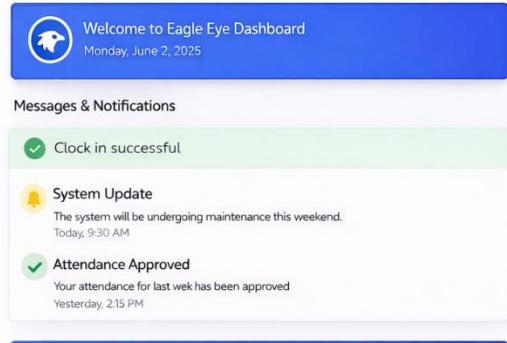 Welcome to Eagle Eye Dashboard
Monday, June 2, 2025
Messages & Notifications
Clock in successful
System Update
The system will be undergoing maintenance this weekend.
Today, 9:30 AM
Attendance Approved
Your attendance for last wek has been approved
Yesterday, 2:15 PM